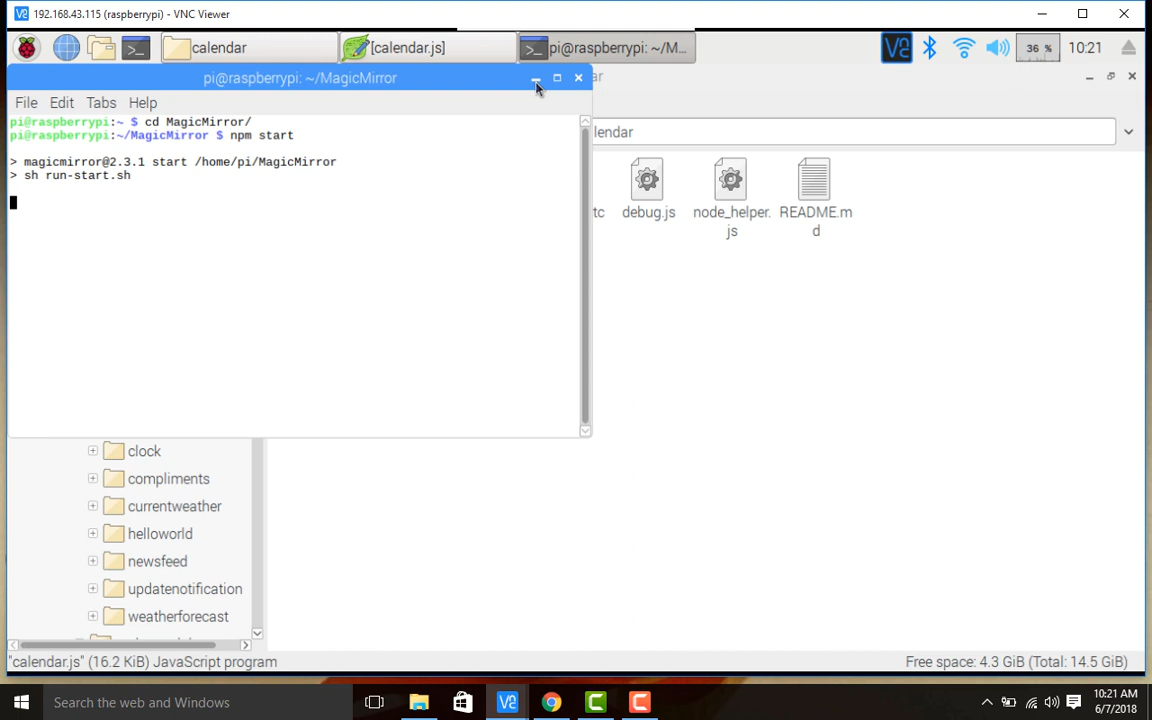 192.168.43.115 (raspberrypi) - VNC Viewer
calendar
[calendar.js]
pi@raspberrypi: ~/M...
36 %
10:21
pi@raspberrypi: ~/MagicMirror
File Edit Tabs Help
pi@raspberrypi:~ $ cd MagicMirror/
pi@raspberrypi:~/MagicMirror $ npm start
> magicmirror@2.3.1 start /home/pi/MagicMirror
> sh run-start.sh
ar
lendar
tc
debug.js
node_helper.
js
README.m
d
clock
compliments
currentweather
helloworld
newsfeed
updatenotification
weatherforecast
"calendar.js" (16.2 KiB) JavaScript program
Free space: 4.3 GiB (Total: 14.5 GiB)
Search the web and Windows
10:21 AM
6/7/2018